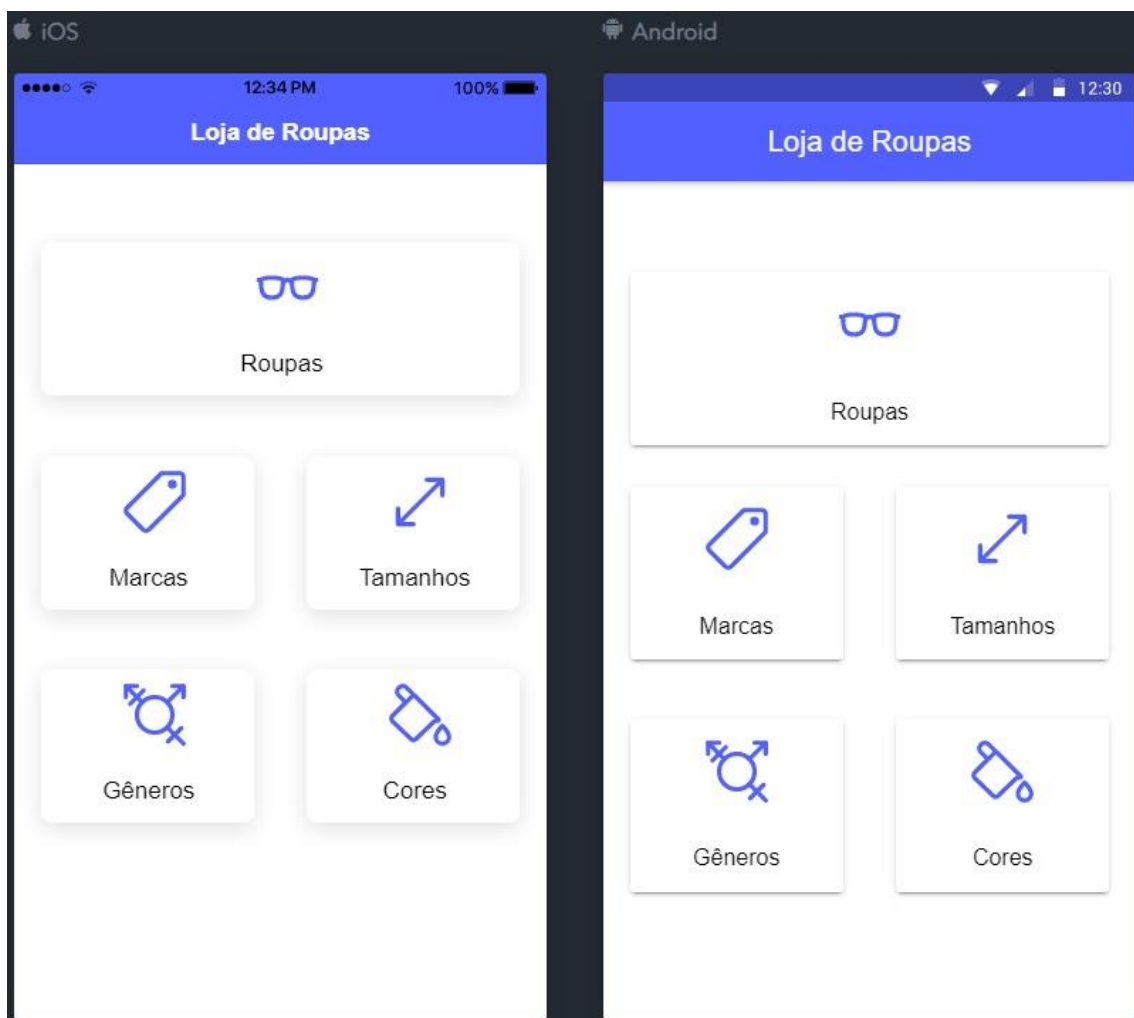 iOS
12:34 PM
100%
Loja de Roupas
Roupas
Marcas
Tamanhos
Gêneros
Cores
Android
12:30
Loja de Roupas
Roupas
Marcas
Tamanhos
Gêneros
Cores